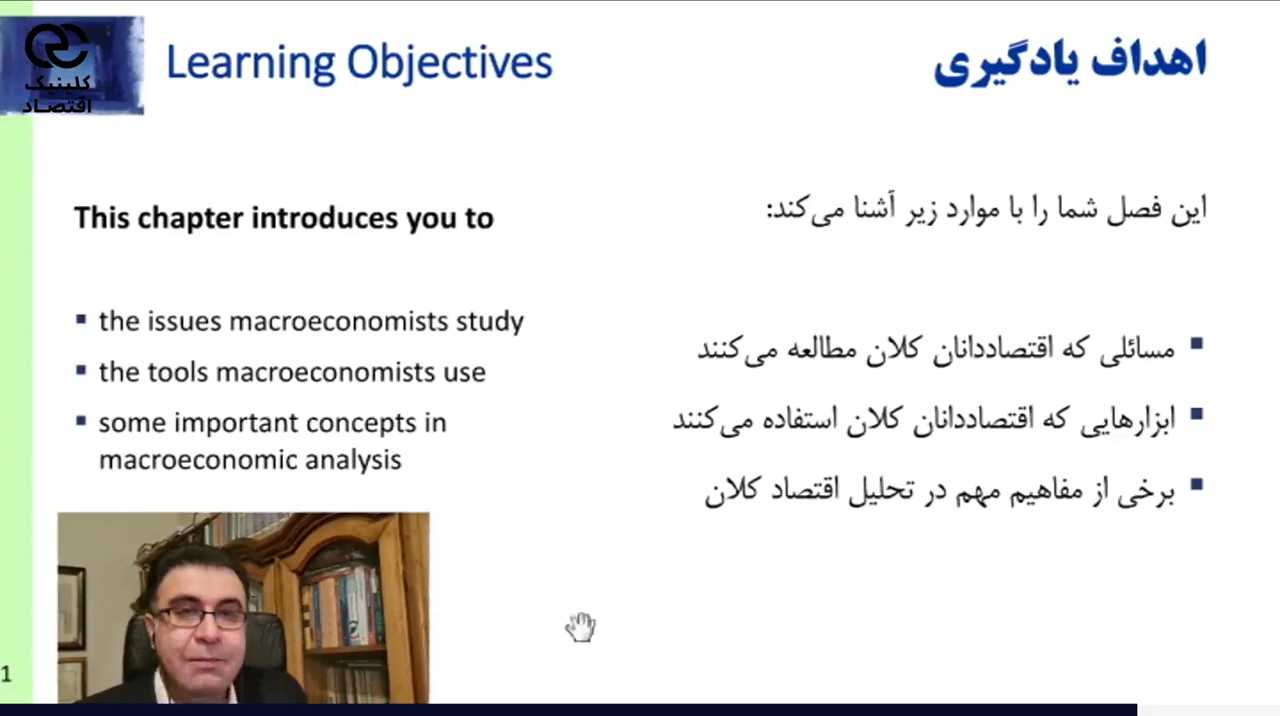 کلینیک
اقتصاد
Learning Objectives
اهداف یادگیری
This chapter introduces you to
▪ the issues macroeconomists study
▪ the tools macroeconomists use
▪ some important concepts in
macroeconomic analysis
این فصل شما را با موارد زیر آشنا می‌کند:
▪ مسائلی که اقتصاددانان کلان مطالعه می‌کنند
▪ ابزارهایی که اقتصاددانان کلان استفاده می‌کنند
▪ برخی از مفاهیم مهم در تحلیل اقتصاد کلان
1